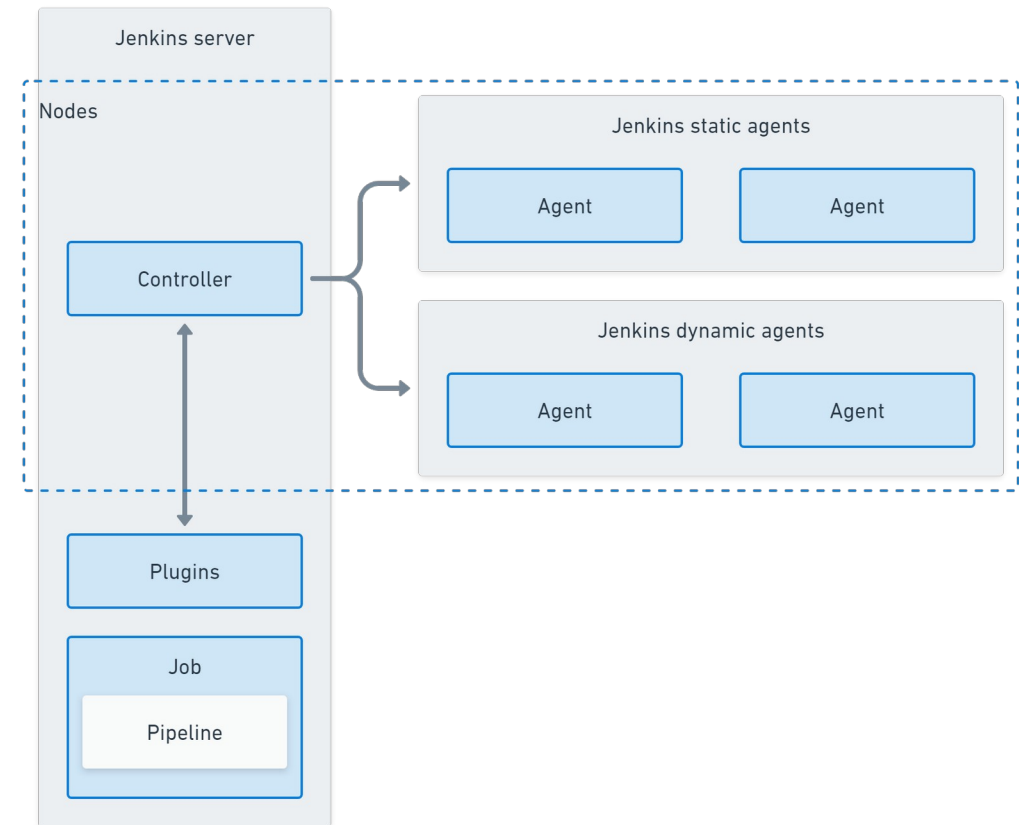 Jenkins server
Nodes
Jenkins static agents
Agent
Agent
Controller
Jenkins dynamic agents
Agent
Agent
Plugins
Job
Pipeline